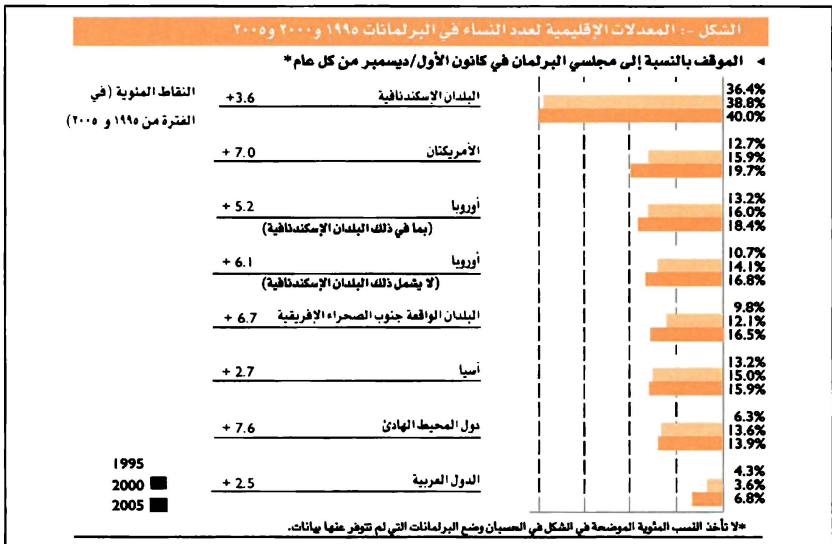 الشكل -: المعدلات الإقليمية لعدد النساء في البرلمانات ١٩٩٥ و٢٠٠٠ و٢٠٠٥
◂ الموقف بالنسبة إلى مجلسي البرلمان في كانون الأول/ديسمبر من كل عام*
النقاط المئوية (في
الفترة من ١٩٩٥ و ٢٠٠٥)
36.4%
38.8%
40.0%
البلدان الإسكندنافية +3.6
12.7%
15.9%
19.7%
الأمريكتان + 7.0
13.2%
16.0%
18.4%
أوروبا + 5.2
(بما في ذلك البلدان الإسكندنافية)
10.7%
14.1%
16.8%
أوروبا + 6.1
(لا يشمل ذلك البلدان الإسكندنافية)
9.8%
12.1%
16.5%
البلدان الواقعة جنوب الصحراء الإفريقية + 6.7
13.2%
15.0%
15.9%
آسيا + 2.7
6.3%
13.6%
13.9%
دول المحيط الهادئ + 7.6
4.3%
3.6%
6.8%
الدول العربية + 2.5
1995
2000
2005
*لا تأخذ النسب المئوية الموضحة في الشكل في الحسبان وضع البرلمانات التي لم تتوفر عنها بيانات.